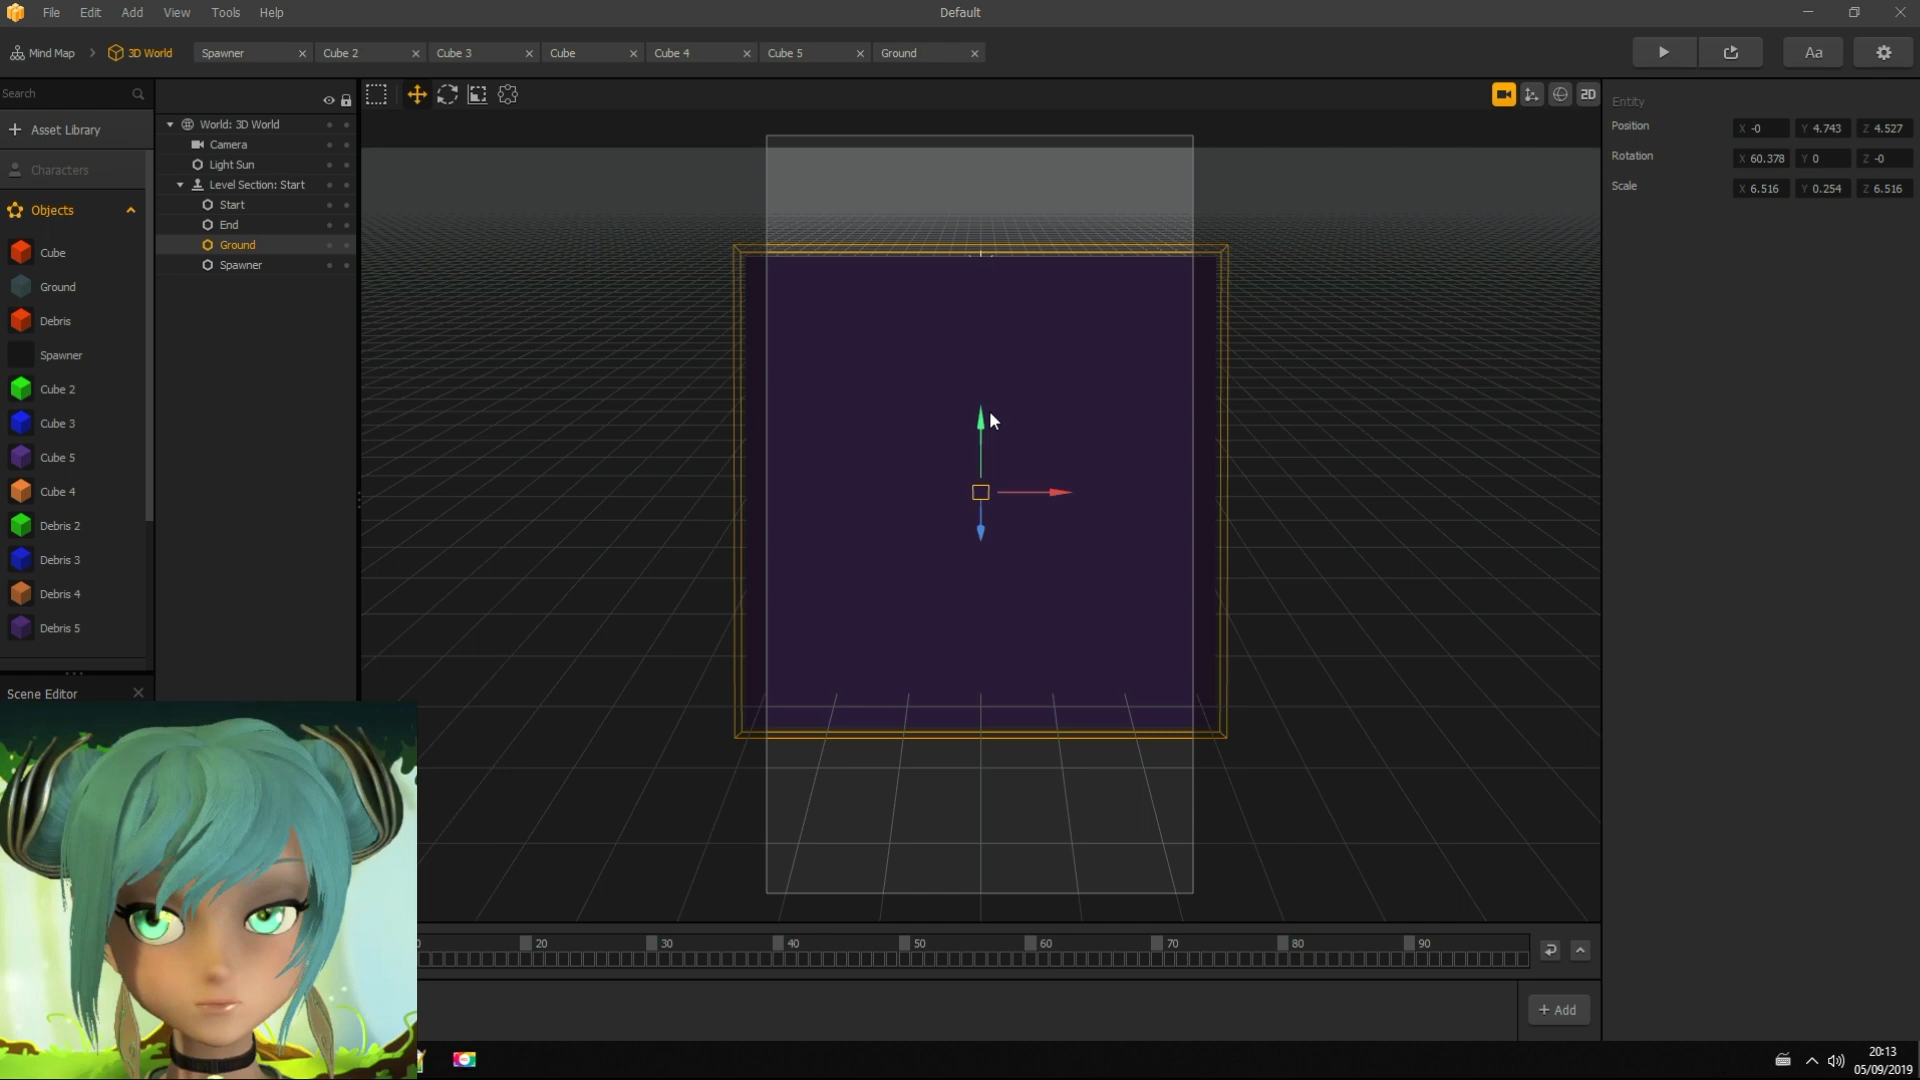 File Edit Add View Tools Help
Default
Mind Map
3D World
Spawner
Cube 2
Cube 3
Cube
Cube 4
Cube 5
Ground
Aa
Search
Asset Library
Characters
Objects
Cube
Ground
Debris
Spawner
Cube 2
Cube 3
Cube 5
Cube 4
Debris 2
Debris 3
Debris 4
Debris 5
Scene Editor
World: 3D World
Camera
Light Sun
Level Section: Start
Start
End
Ground
Spawner
2D
Entity
Position X -0 Y 4.743 Z 4.527
Rotation X 60.378 Y 0 Z -0
Scale X 6.516 Y 0.254 Z 6.516
20 30 40 50 60 70 80 90
+ Add
20:13
05/09/2019